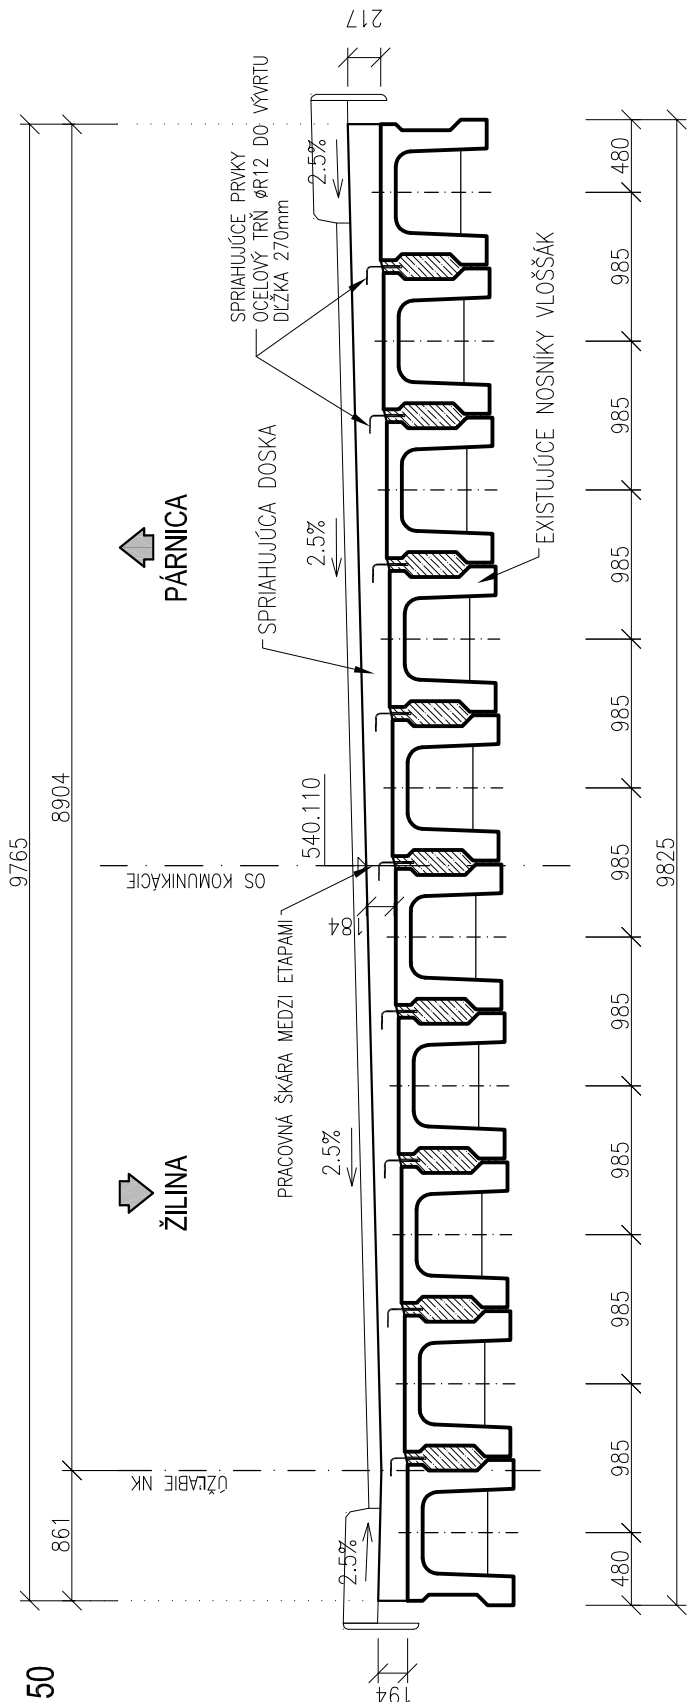 50
9765
861
8904
ŽILINA
PÁRNICA
ÚŽĽABIE NK
OS KOMUNIKÁCIE
SPRIAHUJÚCE PRVKY
OCEĽOVÝ TRŇ øR12 DO VÝVRTU
DĹŽKA 270mm
SPRIAHUJÚCA DOSKA
PRACOVNÁ ŠKÁRA MEDZI ETAPAMI
540.110
2.5%
2.5%
2.5%
2.5%
194
184
217
EXISTUJÚCE NOSNÍKY VLOŠŠÁK
480
985
985
985
985
985
985
985
985
985
480
9825